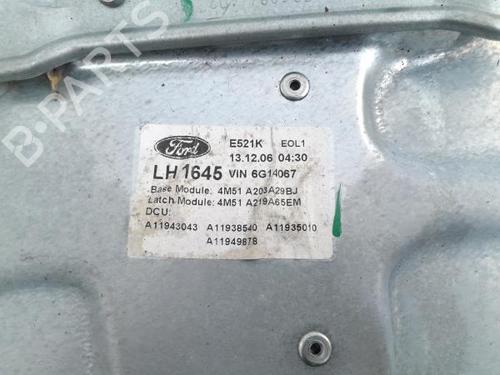 B-PARTS
Ford E521K EOL1
13.12.06 04:30
LH 1645 VIN 6G14067
Base Module: 4M51 A203A29BJ
Latch Module: 4M51 A219A65EM
DCU:
A11943043 A11938540 A11935010
A11949878